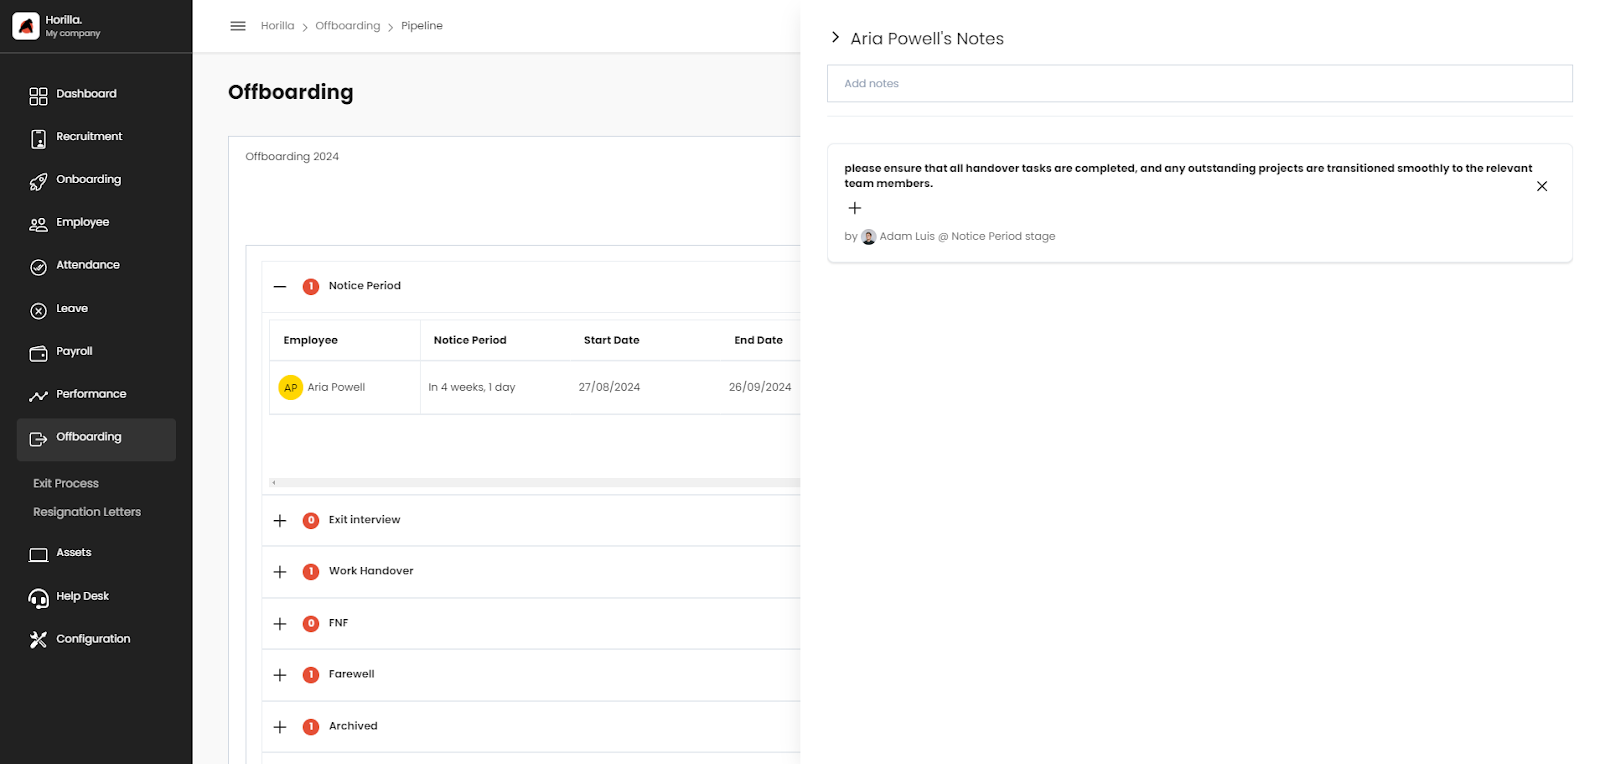 Horilla.
My company
Dashboard
Recruitment
Onboarding
Employee
Attendance
Leave
Payroll
Performance
Offboarding
Exit Process
Resignation Letters
Assets
Help Desk
Configuration
Horilla > Offboarding > Pipeline
Offboarding
Offboarding 2024
1 Notice Period
Employee Notice Period Start Date End Date
AP Aria Powell In 4 weeks, 1 day 27/08/2024 26/09/2024
0 Exit interview
1 Work Handover
0 FNF
1 Farewell
1 Archived
Aria Powell's Notes
Add notes
please ensure that all handover tasks are completed, and any outstanding projects are transitioned smoothly to the relevant
team members.
by Adam Luis @ Notice Period stage